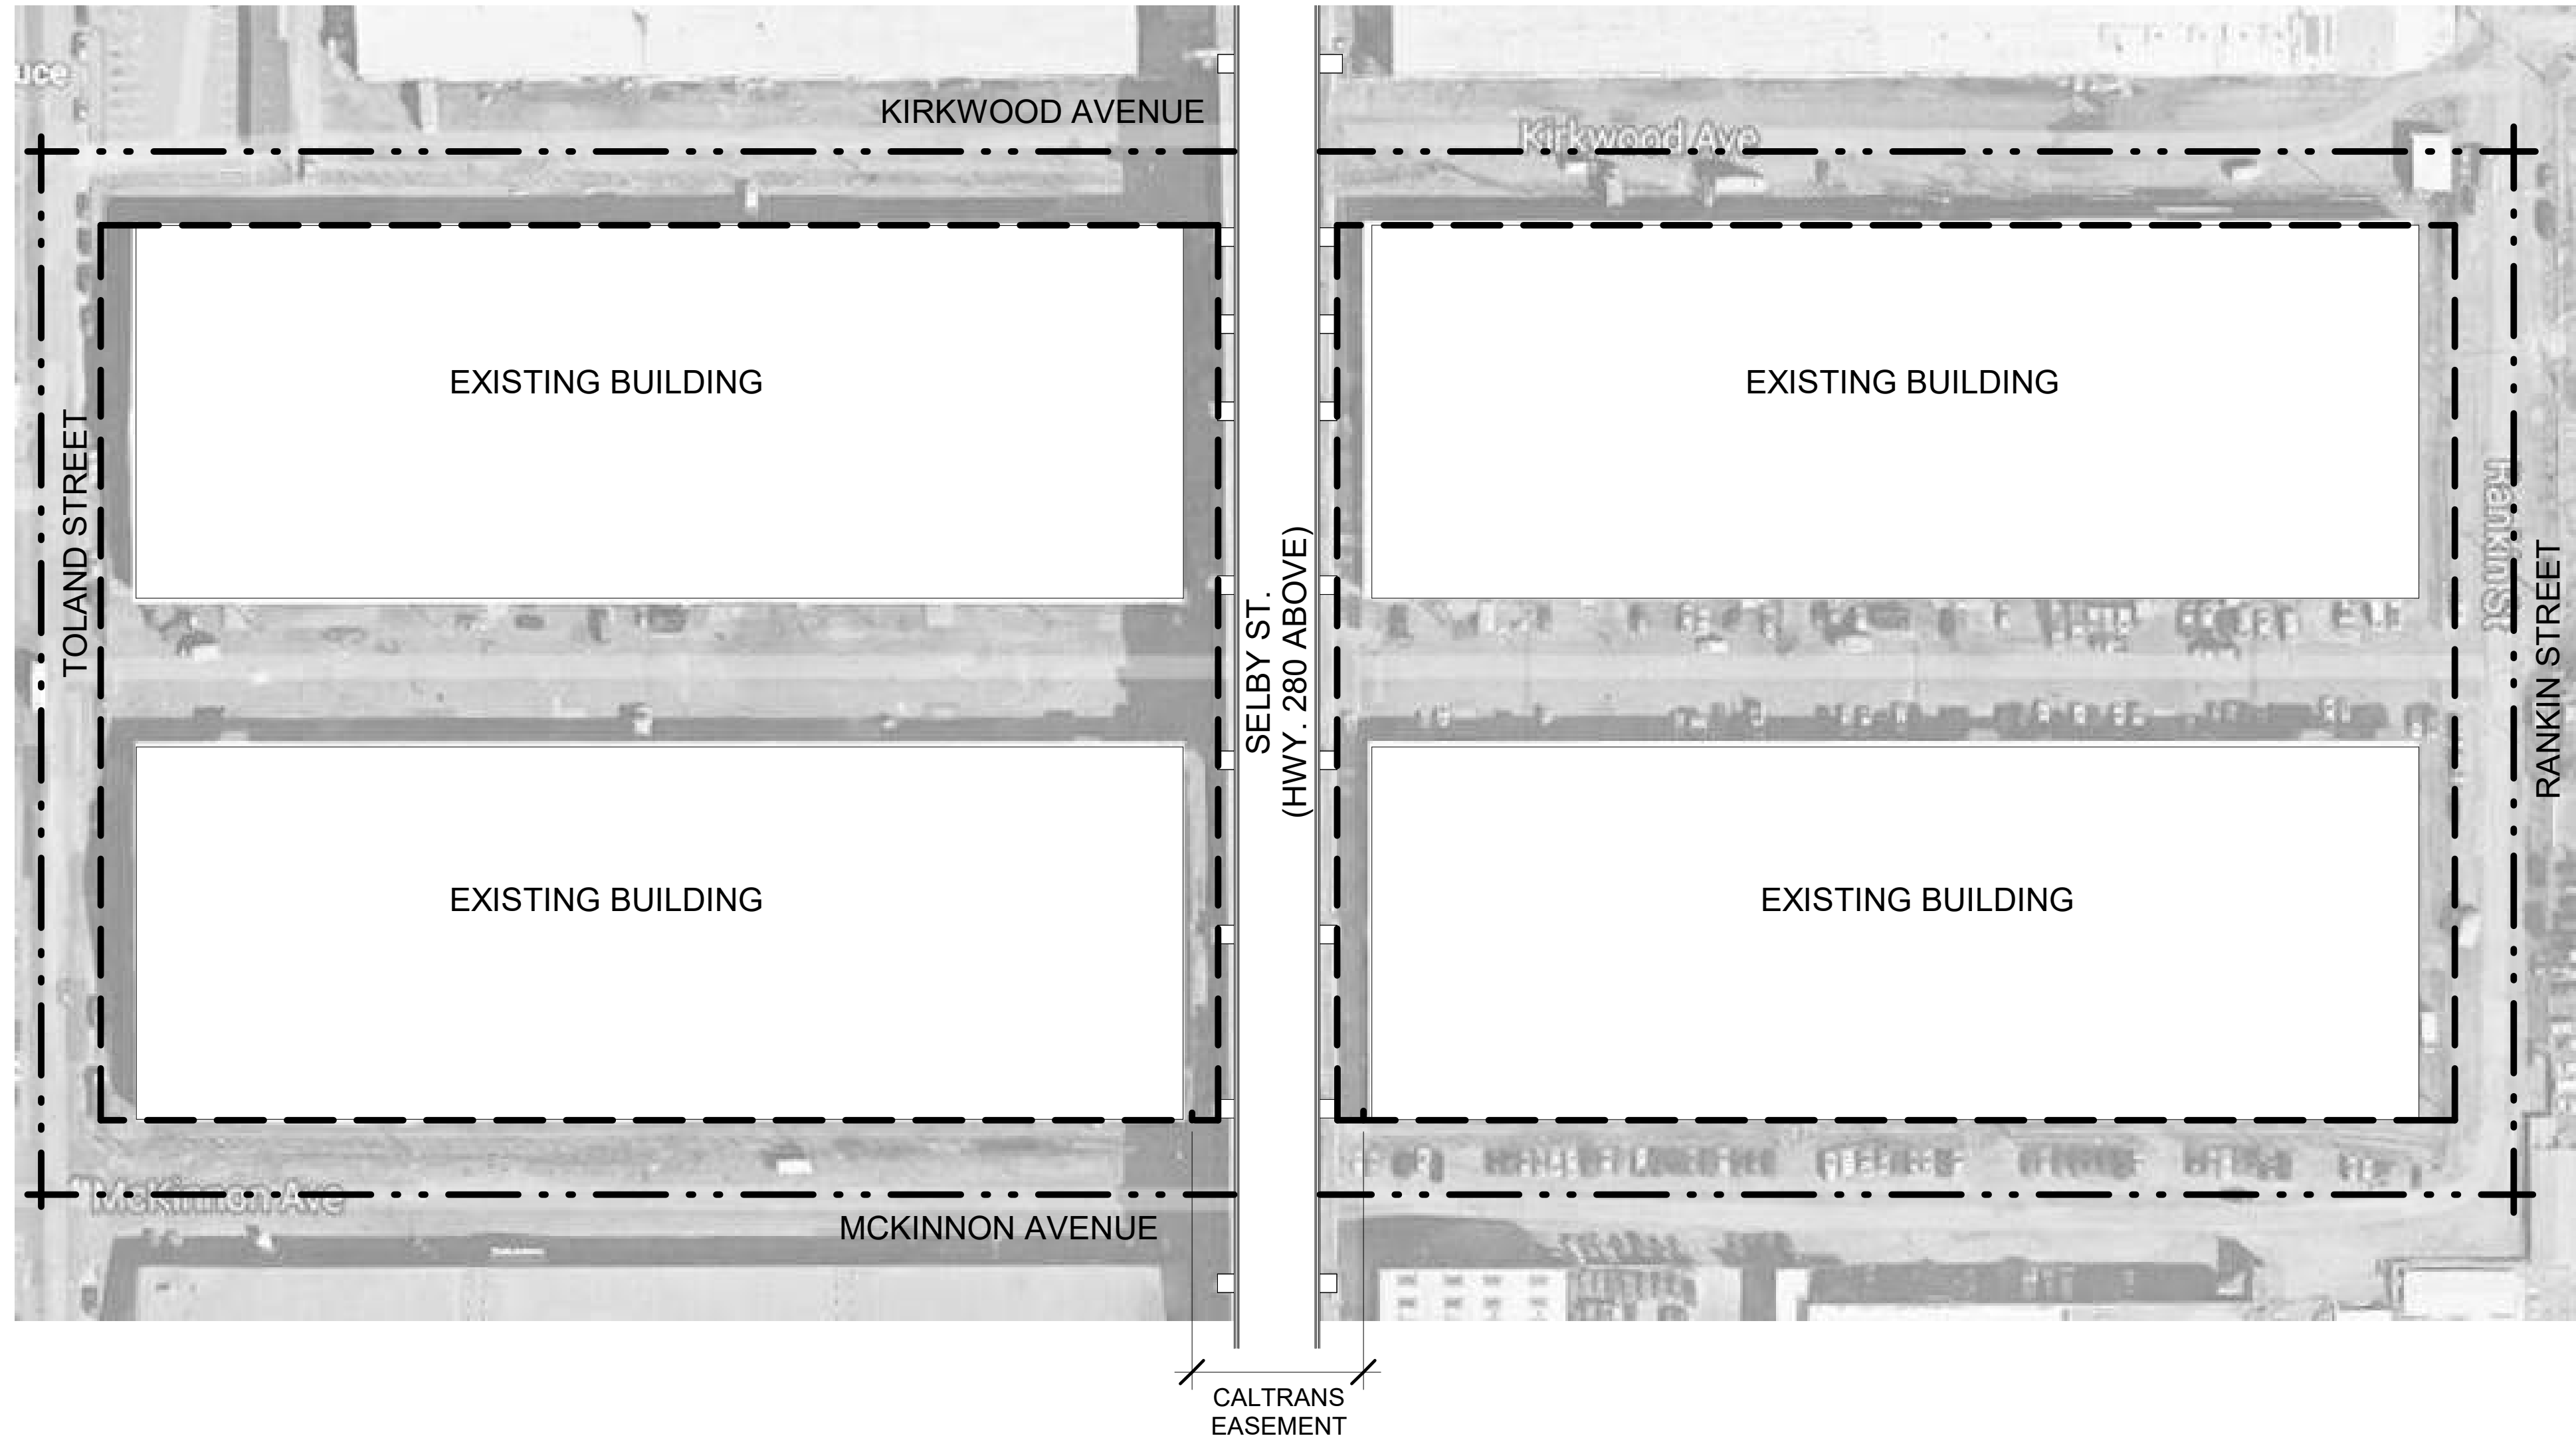 uce
KIRKWOOD AVENUE
Kirkwood Ave
EXISTING BUILDING
EXISTING BUILDING
TOLAND STREET
SELBY ST.
(HWY. 280 ABOVE)
Rankin St
RANKIN STREET
EXISTING BUILDING
EXISTING BUILDING
McKinnon Ave
MCKINNON AVENUE
CALTRANS
EASEMENT